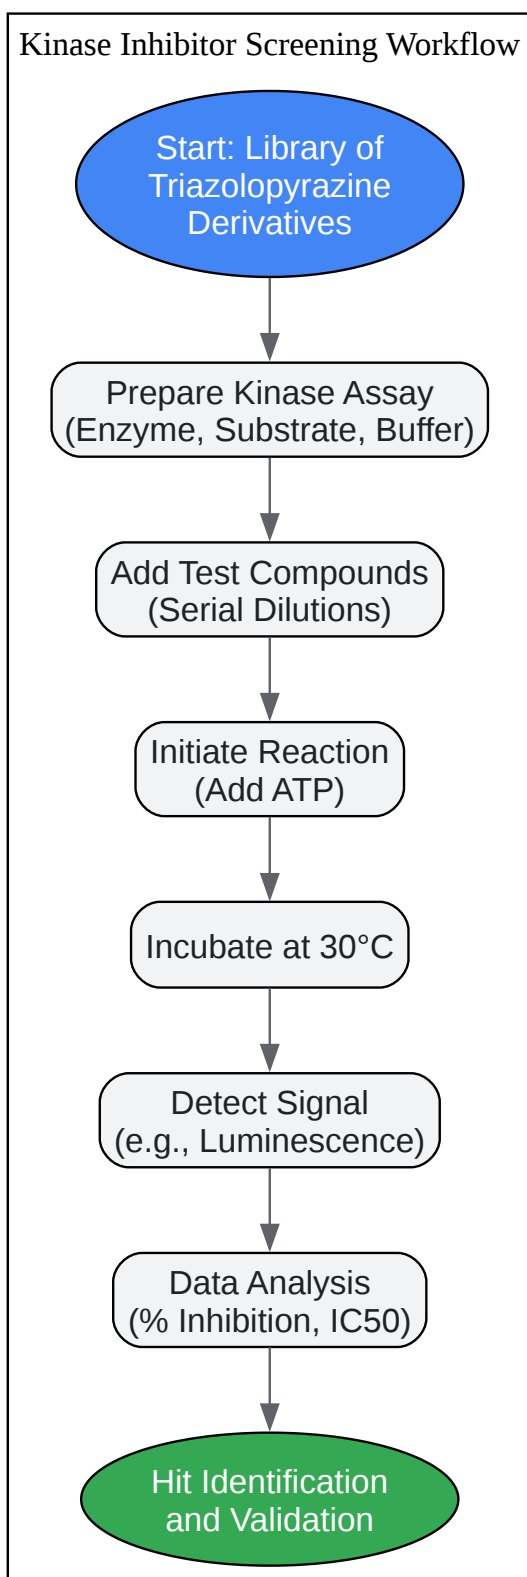 Kinase Inhibitor Screening Workflow
Start: Library of
Triazolopyrazine
Derivatives
Prepare Kinase Assay
(Enzyme, Substrate, Buffer)
Add Test Compounds
(Serial Dilutions)
Initiate Reaction
(Add ATP)
Incubate at 30°C
Detect Signal
(e.g., Luminescence)
Data Analysis
(% Inhibition, IC50)
Hit Identification
and Validation